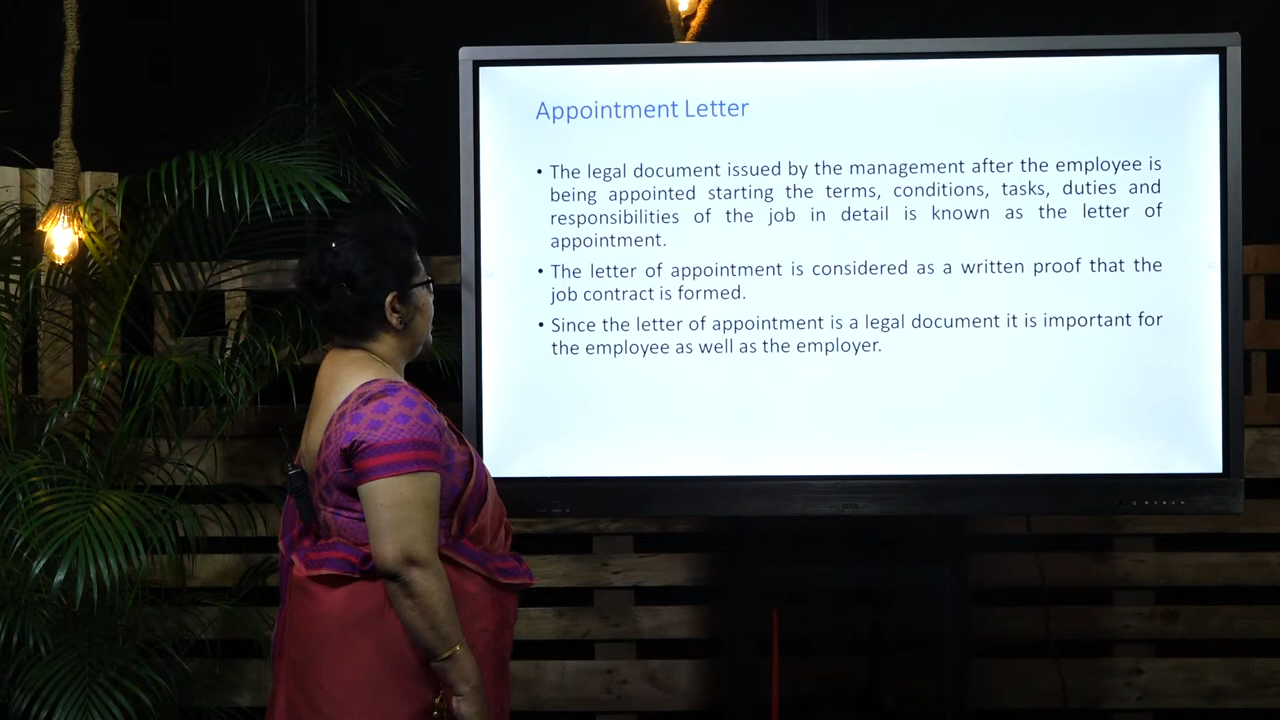 Appointment Letter
• The legal document issued by the management after the employee is
being appointed starting the terms, conditions, tasks, duties and
responsibilities of the job in detail is known as the letter of
appointment.
• The letter of appointment is considered as a written proof that the
job contract is formed.
• Since the letter of appointment is a legal document it is important for
the employee as well as the employer.